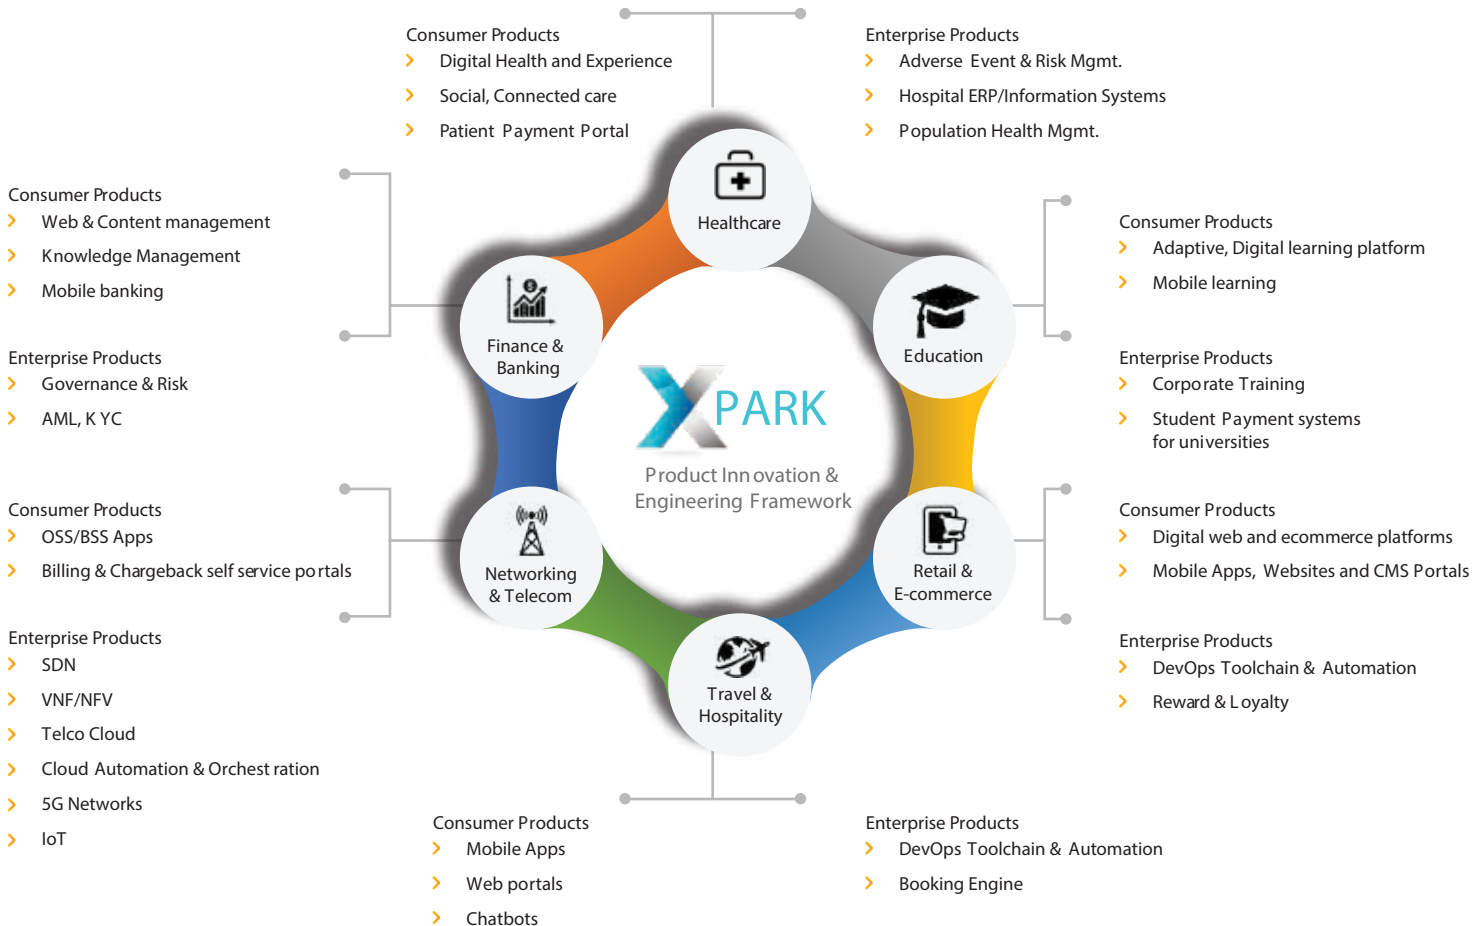 Consumer Products
Digital Health and Experience
Social, Connected care
Patient Payment Portal
Enterprise Products
Adverse Event & Risk Mgmt.
Hospital ERP/Information Systems
Population Health Mgmt.
Healthcare
Consumer Products
Web & Content management
Knowledge Management
Mobile banking
Enterprise Products
Governance & Risk
AML, K YC
Finance &
Banking
Consumer Products
Adaptive, Digital learning platform
Mobile learning
Enterprise Products
Corporate Training
Student Payment systems
for universities
Education
XPARK
Product Innovation &
Engineering Framework
Consumer Products
OSS/BSS Apps
Billing & Chargeback self service portals
Enterprise Products
SDN
VNF/NFV
Telco Cloud
Cloud Automation & Orchest ration
5G Networks
IoT
Networking
& Telecom
Consumer Products
Digital web and ecommerce platforms
Mobile Apps, Websites and CMS Portals
Enterprise Products
DevOps Toolchain & Automation
Reward & Loyalty
Retail &
E-commerce
Travel &
Hospitality
Consumer Products
Mobile Apps
Web portals
Chatbots
Enterprise Products
DevOps Toolchain & Automation
Booking Engine